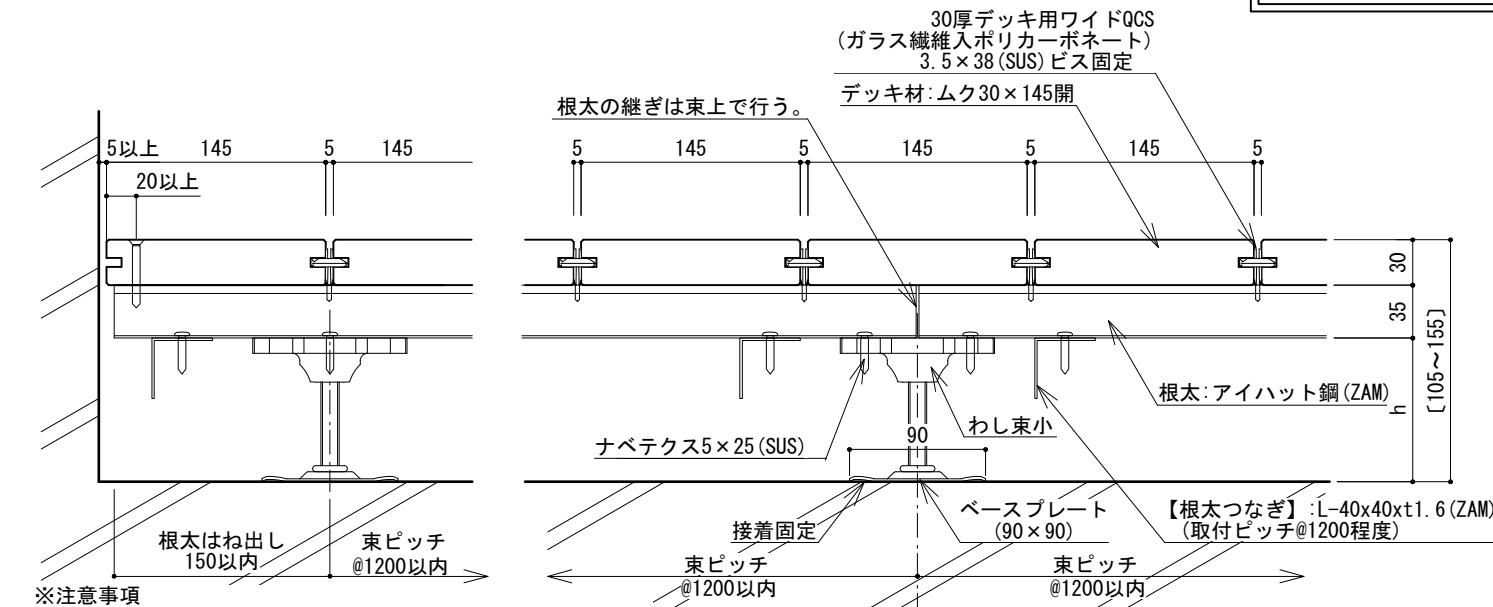 30厚デッキ用ワイドQCS
(ガラス繊維入ポリカーボネート)
3.5×38(SUS)ビス固定
デッキ材:ムク30×145開
根太の継ぎは束上で行う。
5以上 145 5 145 5 145 5 145 5 145 5
20以上
30
35
h
[105~155]
根太:アイハット鋼(ZAM)
わし束小
90
ナベテクス5×25(SUS)
【根太つなぎ】:L-40x40xt1.6(ZAM)
(取付ピッチ@1200程度)
ベースプレート
(90×90)
接着固定
根太はね出し
150以内
束ピッチ
@1200以内
束ピッチ
@1200以内
束ピッチ
@1200以内
※注意事項